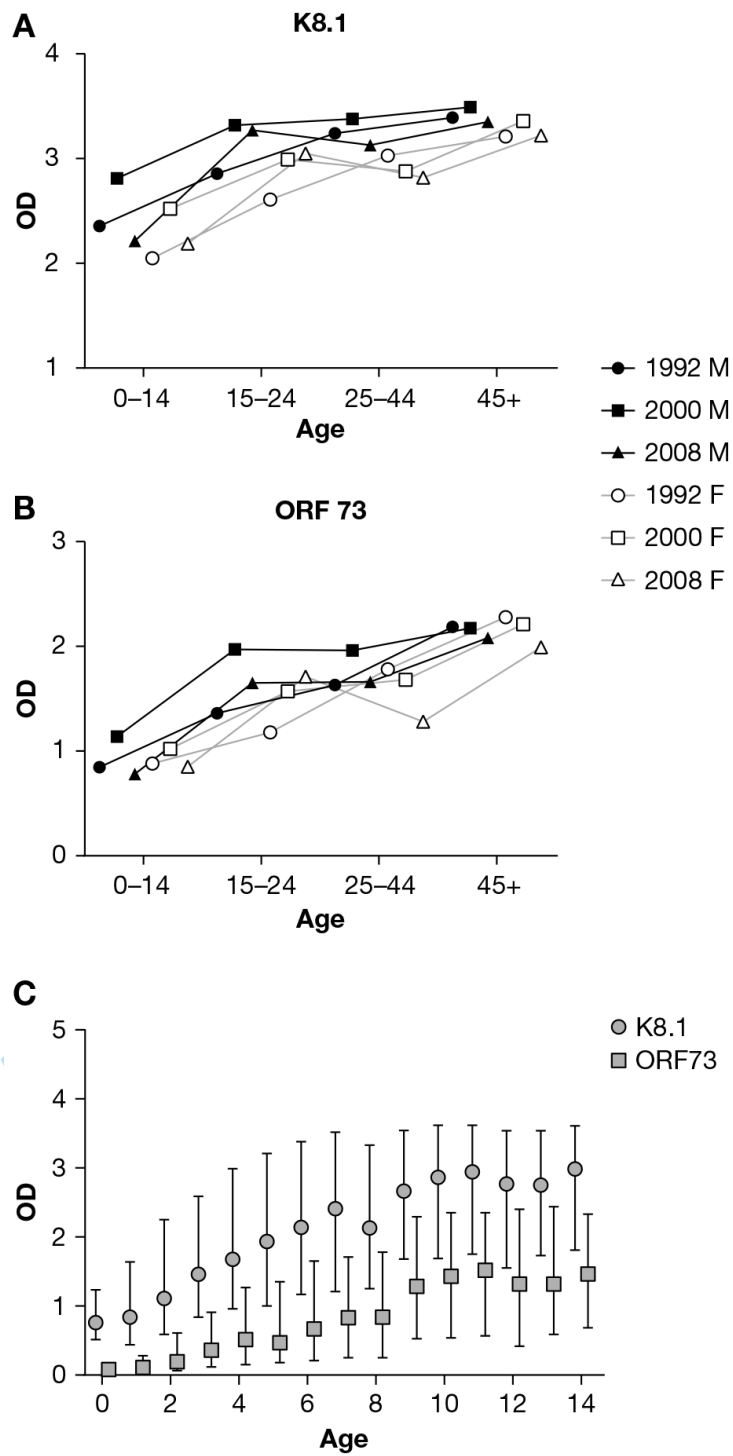 A
K8.1
4
3
2
1
OD
0–14 15–24 25–44 45+
Age
1992 M
2000 M
2008 M
1992 F
2000 F
2008 F
B
ORF 73
3
2
1
0
OD
0–14 15–24 25–44 45+
Age
C
K8.1
ORF73
5
4
3
2
1
0
OD
0 2 4 6 8 10 12 14
Age